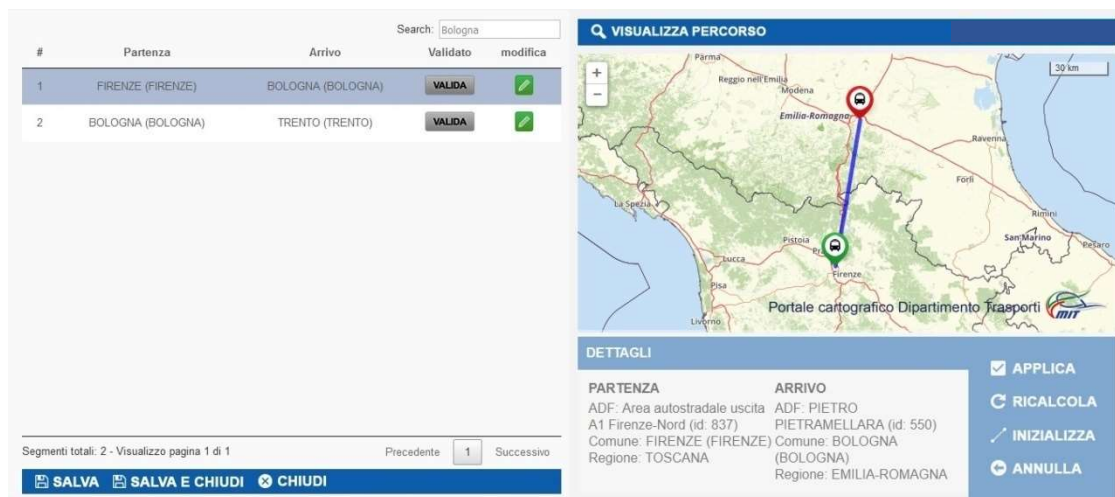 Search: Bologna
# Partenza Arrivo Validato modifica
1 FIRENZE (FIRENZE) BOLOGNA (BOLOGNA) VALIDA
2 BOLOGNA (BOLOGNA) TRENTO (TRENTO) VALIDA
Segmenti totali: 2 - Visualizzo pagina 1 di 1
Precedente 1 Successivo
SALVA SALVA E CHIUDI CHIUDI
VISUALIZZA PERCORSO
+
−
30 km
Parma
Reggio nell'Emilia
Modena
Emilia-Romagna
Ravenna
Forlì
La Spezia
Rimini
San Marino
Pesaro
Pistoia
Lucca
Firenze
Pisa
Livorno
Portale cartografico Dipartimento Trasporti
MIT
DETTAGLI
PARTENZA
ADF: Area autostradale uscita
A1 Firenze-Nord (id: 837)
Comune: FIRENZE (FIRENZE)
Regione: TOSCANA
ARRIVO
ADF: PIETRO
PIETRAMELLARA (id: 550)
Comune: BOLOGNA
(BOLOGNA)
Regione: EMILIA-ROMAGNA
APPLICA
RICALCOLA
INIZIALIZZA
ANNULLA